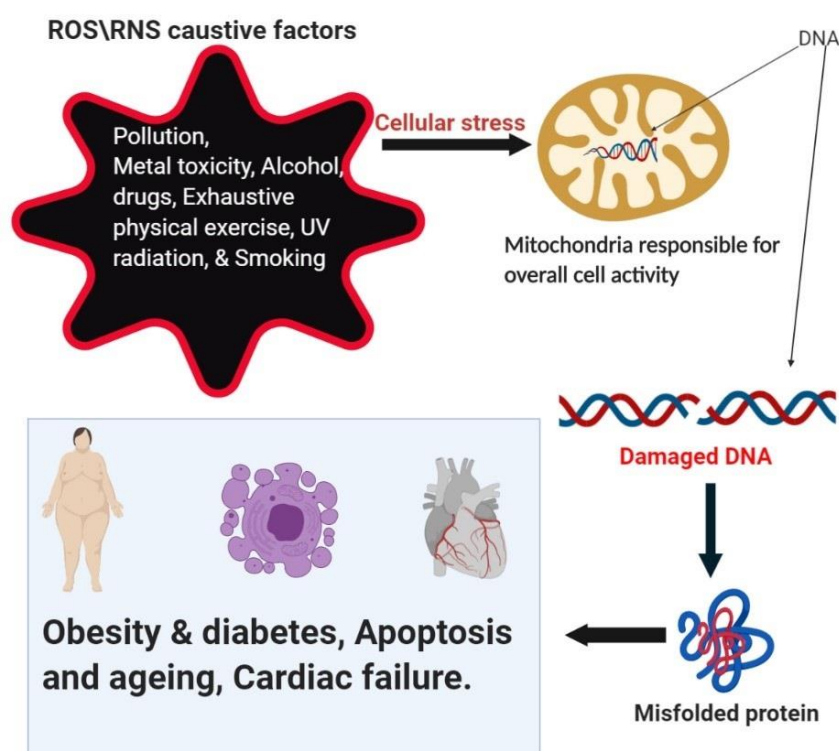 ROS\RNS caustive factors
DNA
Pollution,
Metal toxicity, Alcohol,
drugs, Exhaustive
physical exercise, UV
radiation, & Smoking
Cellular stress
Mitochondria responsible for
overall cell activity
Damaged DNA
Misfolded protein
Obesity & diabetes, Apoptosis
and ageing, Cardiac failure.